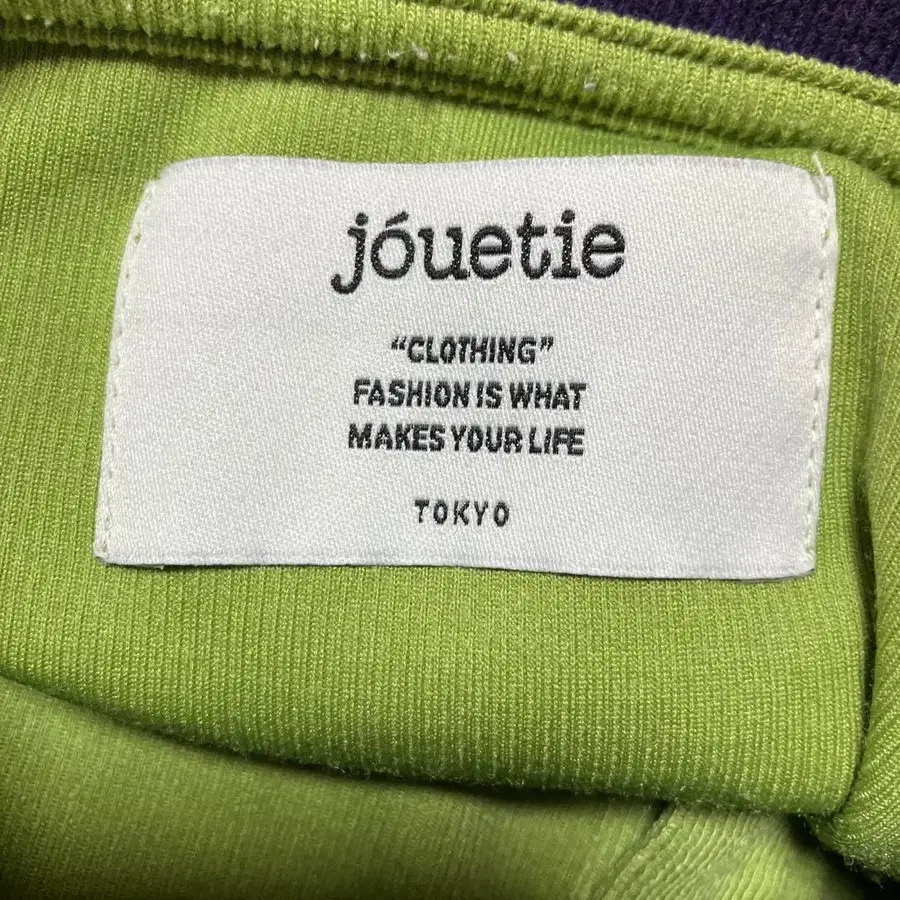 jóuetie
“CLOTHING”
FASHION IS WHAT
MAKES YOUR LIFE
TOKYO